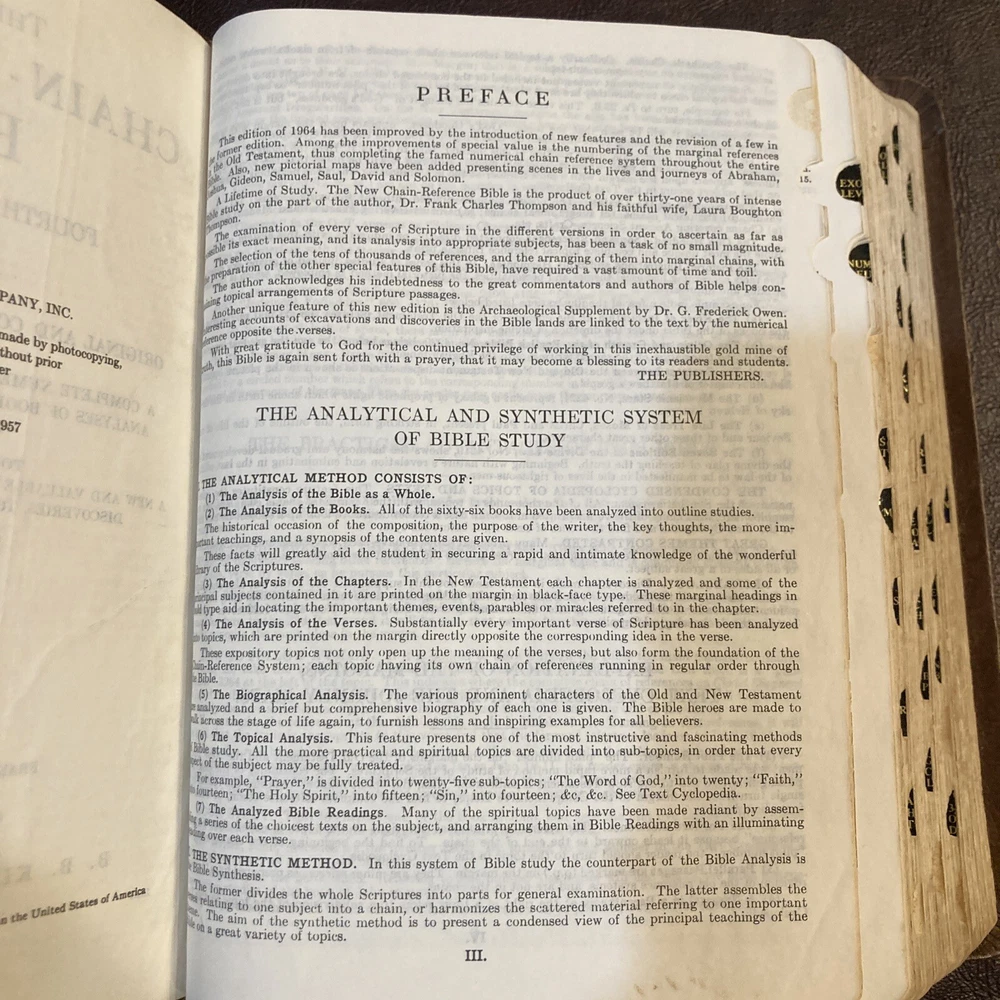 PANY, INC.
made by photocopying,
thout prior
er
957
n the United States of America
PREFACE
This edition of 1964 has been improved by the introduction of new features and the revision of a few in
former edition. Among the improvements of special value is the numbering of the marginal references
the Old Testament, thus completing the famed numerical chain reference system throughout the entire
Also, new pictorial maps have been added presenting scenes in the lives and journeys of Abraham,
Gideon, Samuel, Saul, David and Solomon.
A Lifetime of Study. The New Chain-Reference Bible is the product of over thirty-one years of intense
study on the part of the author, Dr. Frank Charles Thompson and his faithful wife, Laura Boughton
The examination of every verse of Scripture in the different versions in order to ascertain as far as
its exact meaning, and its analysis into appropriate subjects, has been a task of no small magnitude.
The selection of the tens of thousands of references, and the arranging of them into marginal chains, with
preparation of the other special features of this Bible, have required a vast amount of time and toil.
The author acknowledges his indebtedness to the great commentators and authors of Bible helps con-
topical arrangements of Scripture passages.
Another unique feature of this new edition is the Archaeological Supplement by Dr. G. Frederick Owen.
accounts of excavations and discoveries in the Bible lands are linked to the text by the numerical
opposite the verses.
With great gratitude to God for the continued privilege of working in this inexhaustible gold mine of
this Bible is again sent forth with a prayer, that it may become a blessing to its readers and students.
THE PUBLISHERS.
THE ANALYTICAL AND SYNTHETIC SYSTEM
OF BIBLE STUDY
THE ANALYTICAL METHOD CONSISTS OF:
(1) The Analysis of the Bible as a Whole.
(2) The Analysis of the Books. All of the sixty-six books have been analyzed into outline studies.
The historical occasion of the composition, the purpose of the writer, the key thoughts, the more im-
teachings, and a synopsis of the contents are given.
These facts will greatly aid the student in securing a rapid and intimate knowledge of the wonderful
of the Scriptures.
(3) The Analysis of the Chapters. In the New Testament each chapter is analyzed and some of the
subjects contained in it are printed on the margin in black-face type. These marginal headings in
type aid in locating the important themes, events, parables or miracles referred to in the chapter.
(4) The Analysis of the Verses. Substantially every important verse of Scripture has been analyzed
topics, which are printed on the margin directly opposite the corresponding idea in the verse.
These expository topics not only open up the meaning of the verses, but also form the foundation of the
-Reference System; each topic having its own chain of references running in regular order through
Bible.
(5) The Biographical Analysis. The various prominent characters of the Old and New Testament
analyzed and a brief but comprehensive biography of each one is given. The Bible heroes are made to
across the stage of life again, to furnish lessons and inspiring examples for all believers.
(6) The Topical Analysis. This feature presents one of the most instructive and fascinating methods
Bible study. All the more practical and spiritual topics are divided into sub-topics, in order that every
of the subject may be fully treated.
For example, "Prayer," is divided into twenty-five sub-topics; "The Word of God," into twenty; "Faith,"
fourteen; "The Holy Spirit," into fifteen; "Sin," into fourteen; &c, &c. See Text Cyclopedia.
(7) The Analyzed Bible Readings. Many of the spiritual topics have been made radiant by assem-
a series of the choicest texts on the subject, and arranging them in Bible Readings with an illuminating
over each verse.
THE SYNTHETIC METHOD. In this system of Bible study the counterpart of the Bible Analysis is
Bible Synthesis.
The former divides the whole Scriptures into parts for general examination. The latter assembles the
relating to one subject into a chain, or harmonizes the scattered material referring to one important
The aim of the synthetic method is to present a condensed view of the principal teachings of the
on a great variety of topics.
III.
15.
EXO
LEV
NUM